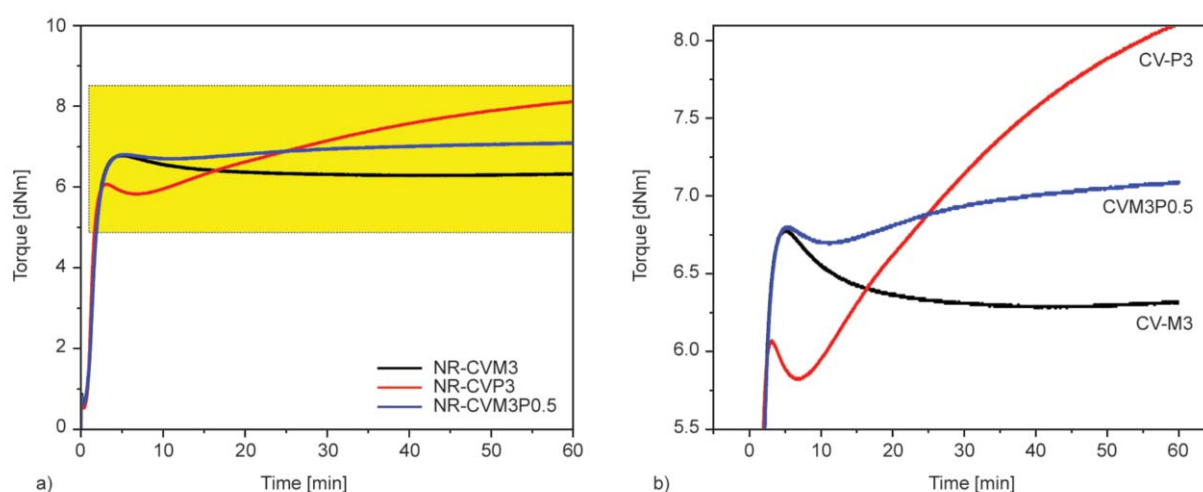 10
8
6
4
2
0
Torque [dNm]
NR-CVM3
NR-CVP3
NR-CVM3P0.5
0 10 20 30 40 50 60
Time [min]
a)
8.0
7.5
7.0
6.5
6.0
5.5
Torque [dNm]
CV-P3
CVM3P0.5
CV-M3
0 10 20 30 40 50 60
Time [min]
b)